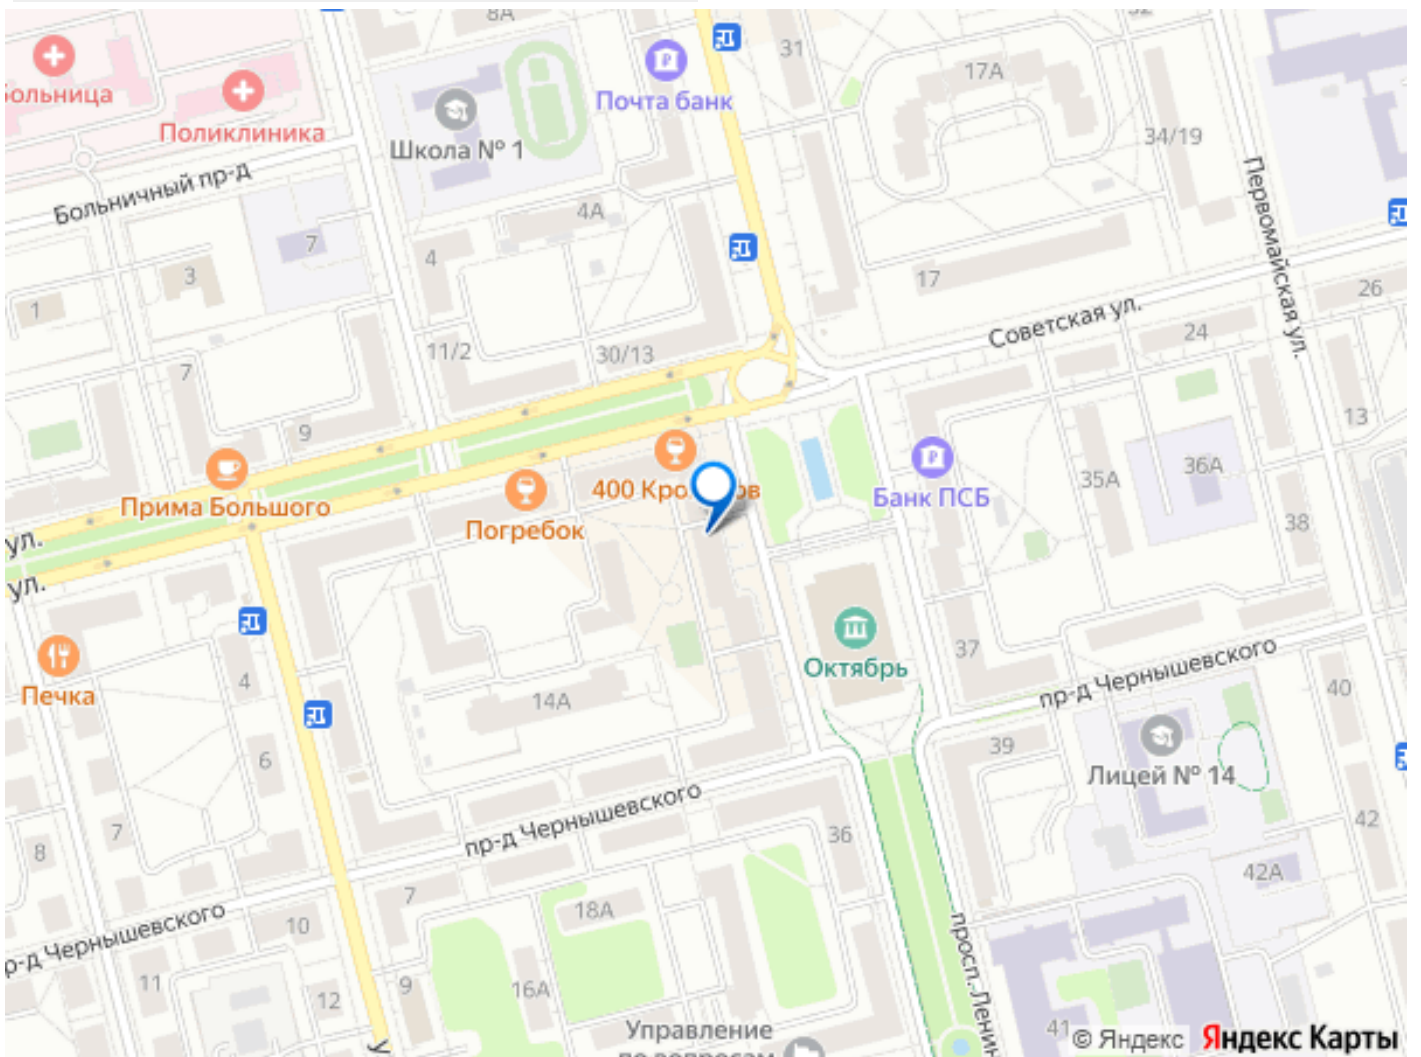 8А
31
17А
Больница
Почта банк
Поликлиника
Школа № 1
34/19
Больничный пр-д
Первомайская ул.
4А
7
4
3
1
17
26
Советская ул.
24
11/2
30/13
7
13
9
400
Прима Большого
Погребок
Банк ПСБ
35А
36А
38
ул.
ул.
37
Октябрь
Печка
4
14А
пр-д Чернышевского
40
6
39
Лицей № 14
пр-д Чернышевского
7
8
36
42
42А
7
18А
10
пр-д Чернышевского
просп. Ленин
11
12
9
16А
Управление
по вопросам
41
у
© Яндекс
Яндекс Карты